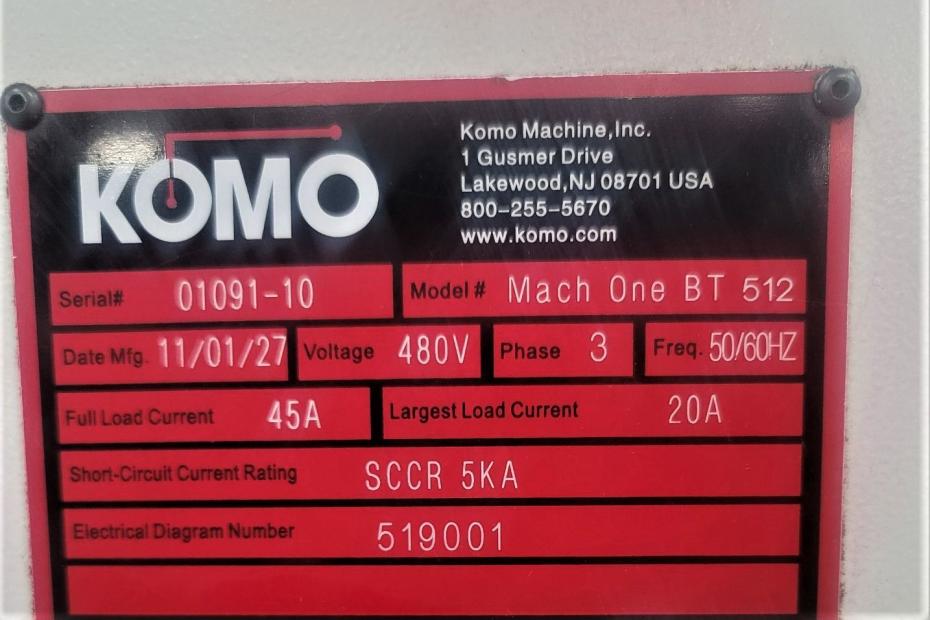 KOMO
Komo Machine,Inc.
1 Gusmer Drive
Lakewood,NJ 08701 USA
800-255-5670
www.komo.com
Serial# 01091-10 Model # Mach One BT 512
Date Mfg. 11/01/27 Voltage 480V Phase 3 Freq. 50/60HZ
Full Load Current 45A Largest Load Current 20A
Short-Circuit Current Rating SCCR 5KA
Electrical Diagram Number 519001